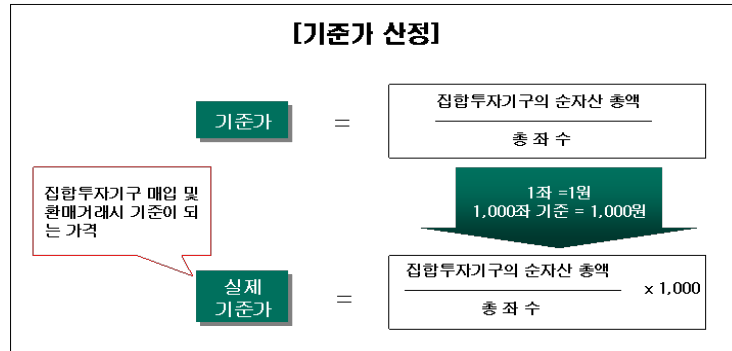 [기준가 산정]
기준가
=
집합투자기구의 순자산 총액
총 좌 수
집합투자기구 매입 및
환매거래시 기준이 되
는 가격
1좌 =1원
1,000좌 기준 = 1,000원
실제
기준가
=
집합투자기구의 순자산 총액
총 좌 수
x 1,000